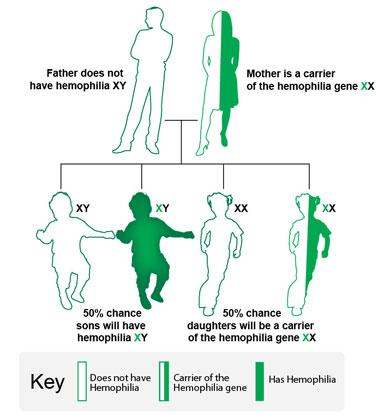 Father does not
have hemophilia XY
Mother is a carrier
of the hemophilia gene XX
XY
XY
XX
XX
50% chance
sons will have
hemophilia XY
50% chance
daughters will be a carrier
of the hemophilia gene XX
Key
Does not have
Hemophilia
Carrier of the
Hemophilia gene
Has Hemophilia